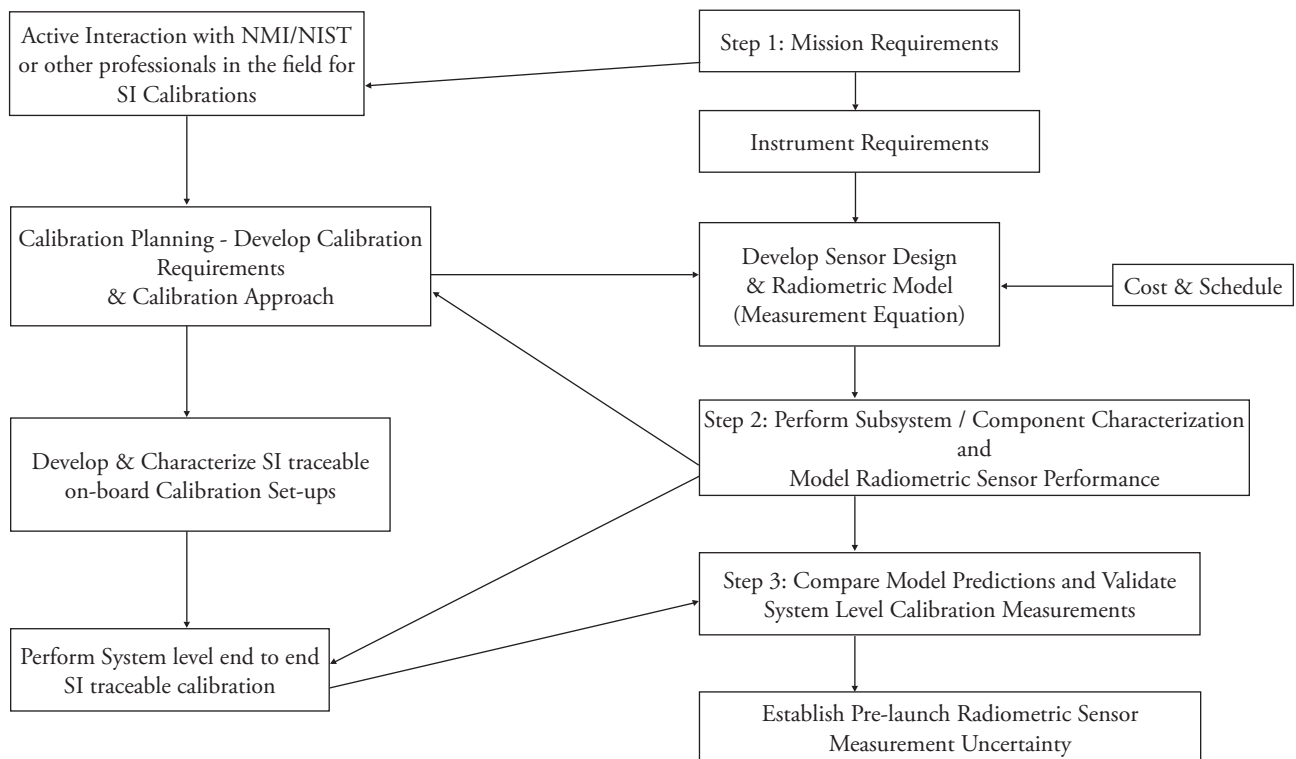 Active Interaction with NMI/NIST
or other professionals in the field for
SI Calibrations
Step 1: Mission Requirements
Instrument Requirements
Calibration Planning - Develop Calibration
Requirements
& Calibration Approach
Develop Sensor Design
& Radiometric Model
(Measurement Equation)
Cost & Schedule
Step 2: Perform Subsystem / Component Characterization
and
Model Radiometric Sensor Performance
Develop & Characterize SI traceable
on-board Calibration Set-ups
Step 3: Compare Model Predictions and Validate
System Level Calibration Measurements
Perform System level end to end
SI traceable calibration
Establish Pre-launch Radiometric Sensor
Measurement Uncertainty